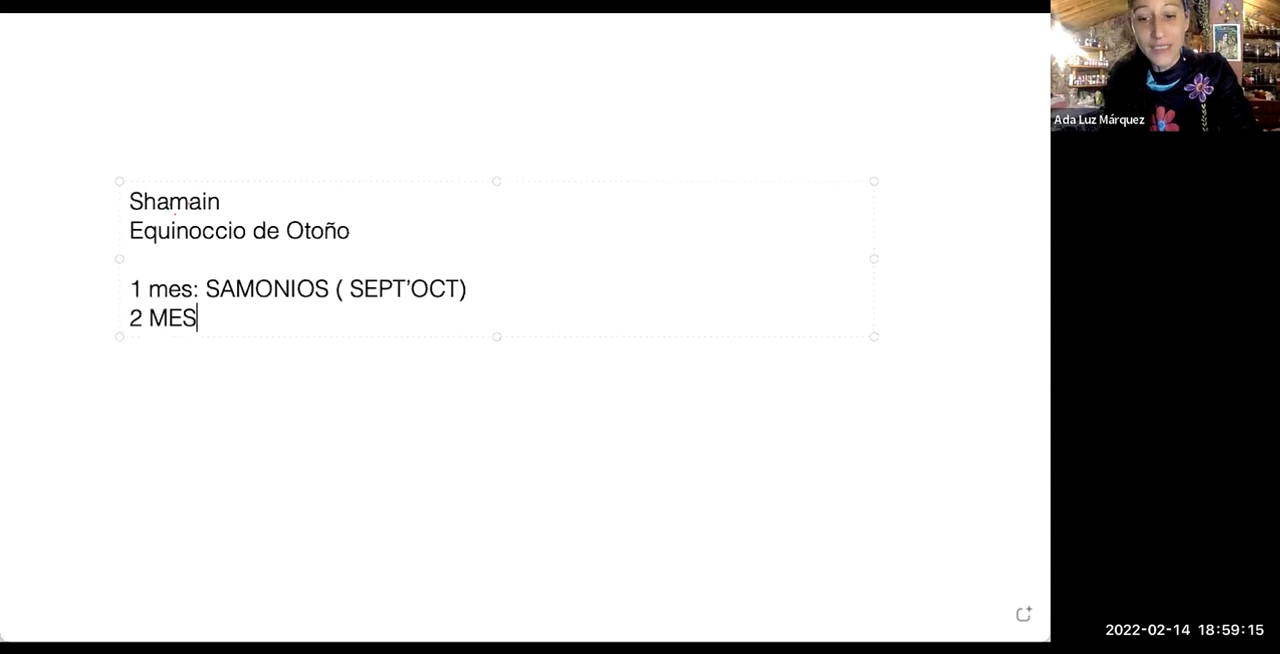 Shamain
Equinoccio de Otoño
1 mes: SAMONIOS ( SEPT'OCT)
2 MES
Ada Luz Márquez
2022-02-14 18:59:15